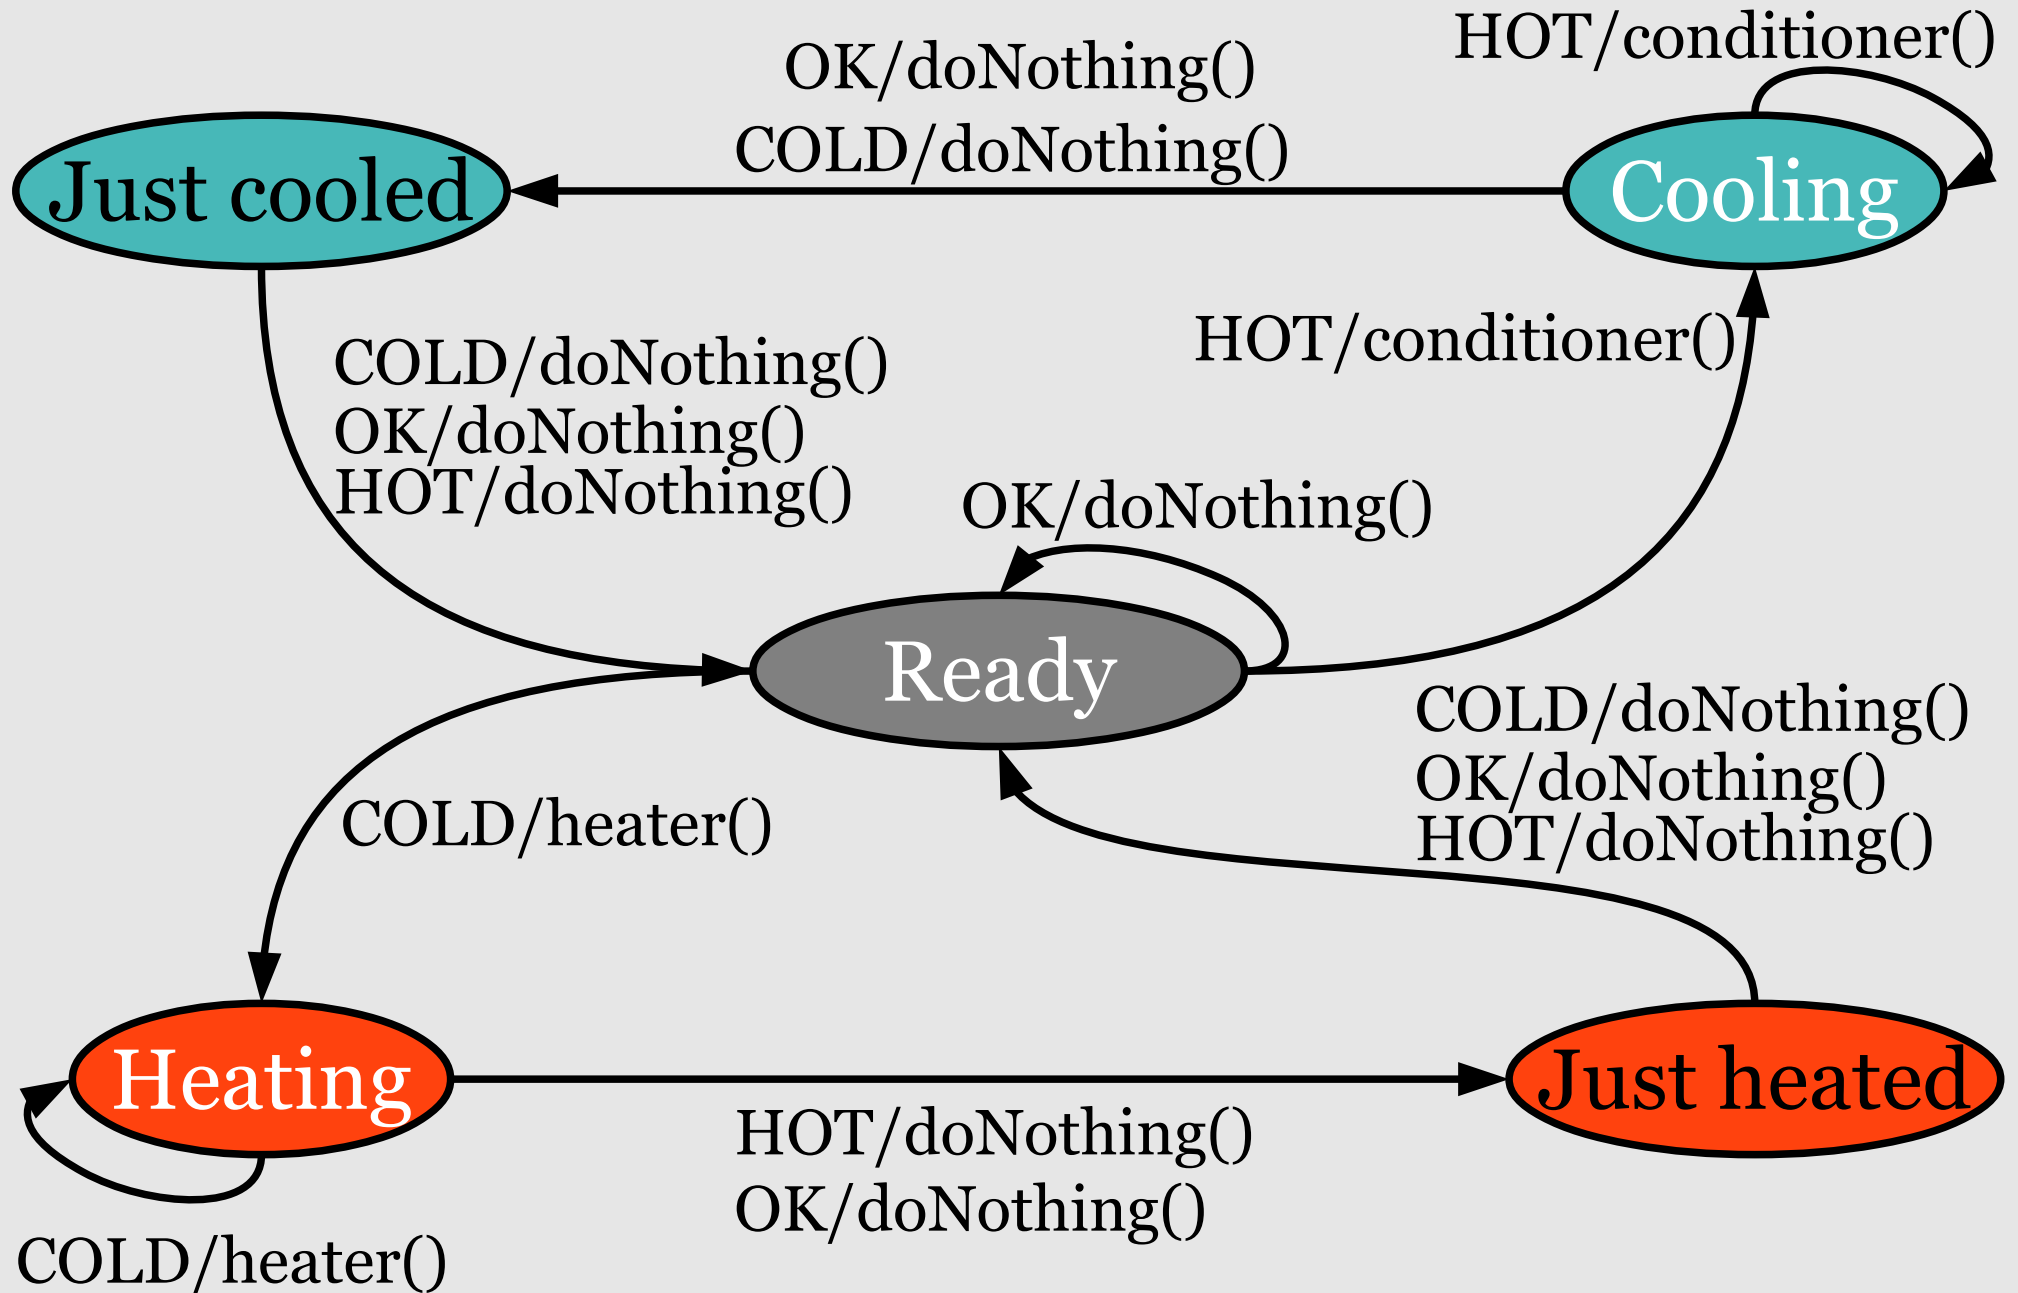 HOT/conditioner()
OK/doNothing()
COLD/doNothing()
Just cooled
Cooling
HOT/conditioner()
COLD/doNothing()
OK/doNothing()
HOT/doNothing()
OK/doNothing()
Ready
COLD/doNothing()
OK/doNothing()
HOT/doNothing()
COLD/heater()
Heating
Just heated
HOT/doNothing()
OK/doNothing()
COLD/heater()